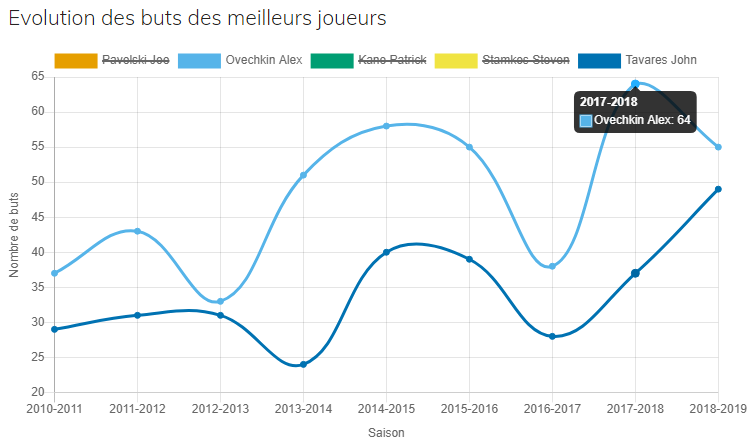 Evolution des buts des meilleurs joueurs
Pavolski Joe Ovechkin Alex Kane Patrick Stamkos Steven Tavares John
65
60
55
50
45
40
35
30
25
20
Nombre de buts
2017-2018
Ovechkin Alex: 64
2010-2011 2011-2012 2012-2013 2013-2014 2014-2015 2015-2016 2016-2017 2017-2018 2018-2019
Saison